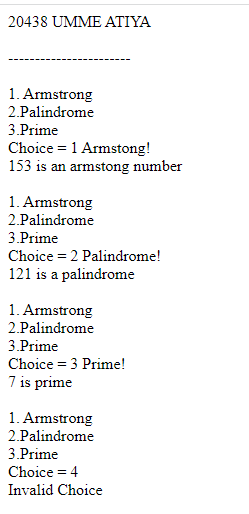 20438 UMME ATIYA
-----------------------
1. Armstrong
2.Palindrome
3.Prime
Choice = 1 Armstong!
153 is an armstong number
1. Armstrong
2.Palindrome
3.Prime
Choice = 2 Palindrome!
121 is a palindrome
1. Armstrong
2.Palindrome
3.Prime
Choice = 3 Prime!
7 is prime
1. Armstrong
2.Palindrome
3.Prime
Choice = 4
Invalid Choice